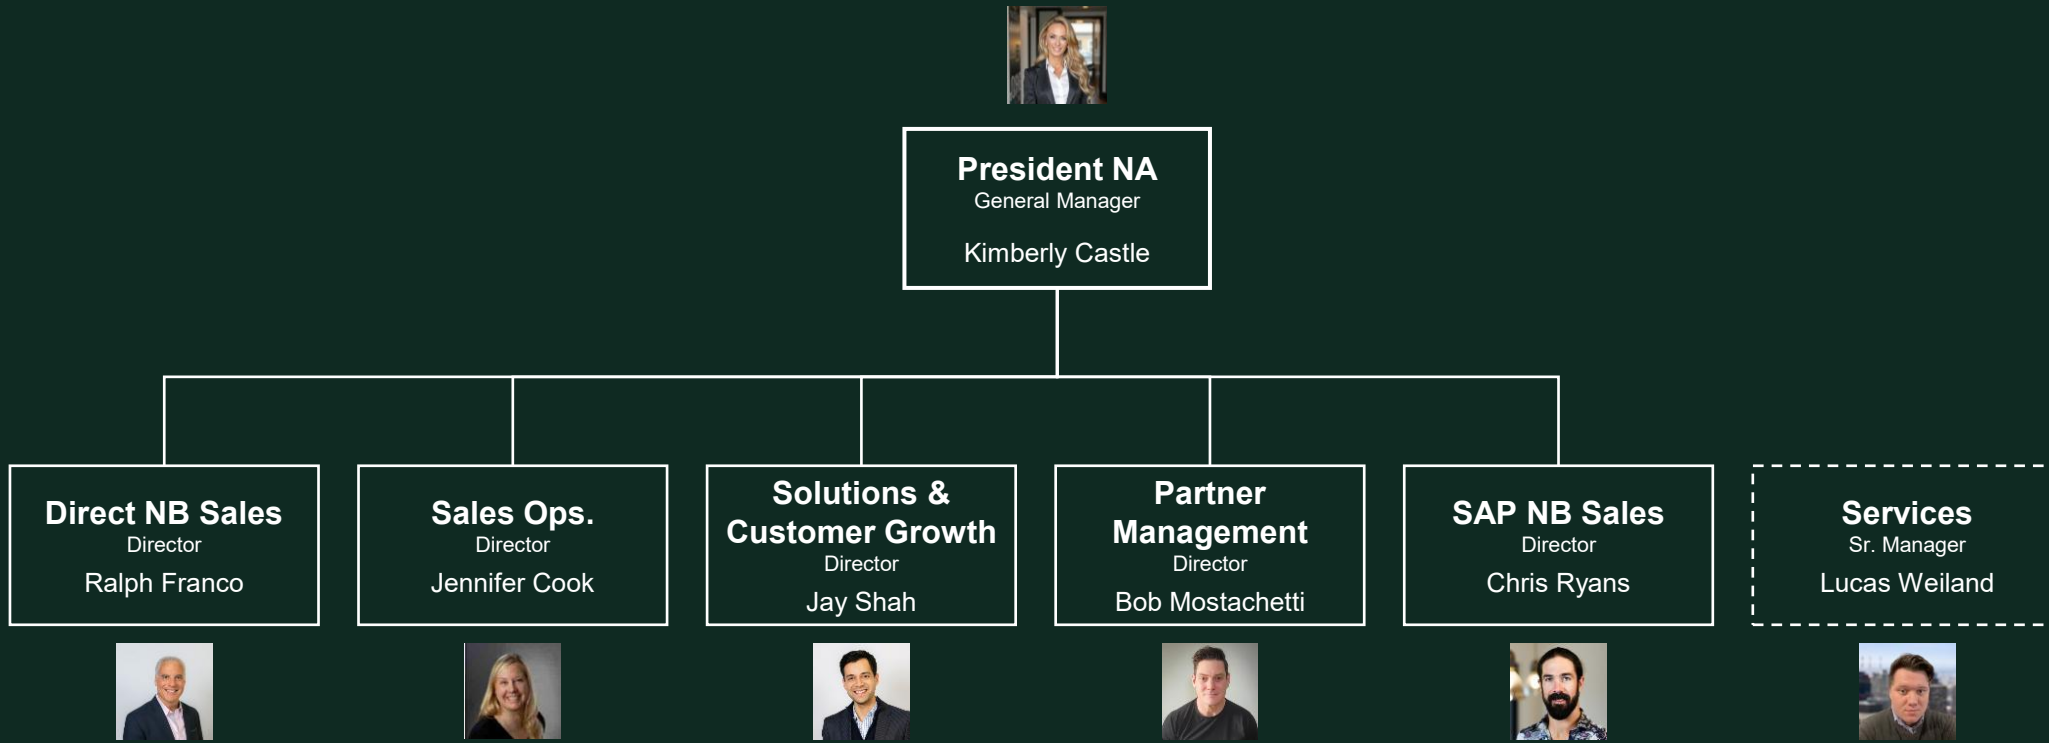 President NA
General Manager
Kimberly Castle
Direct NB Sales
Director
Ralph Franco
Sales Ops.
Director
Jennifer Cook
Solutions &
Customer Growth
Director
Jay Shah
Partner
Management
Director
Bob Mostachetti
SAP NB Sales
Director
Chris Ryans
Services
Sr. Manager
Lucas Weiland